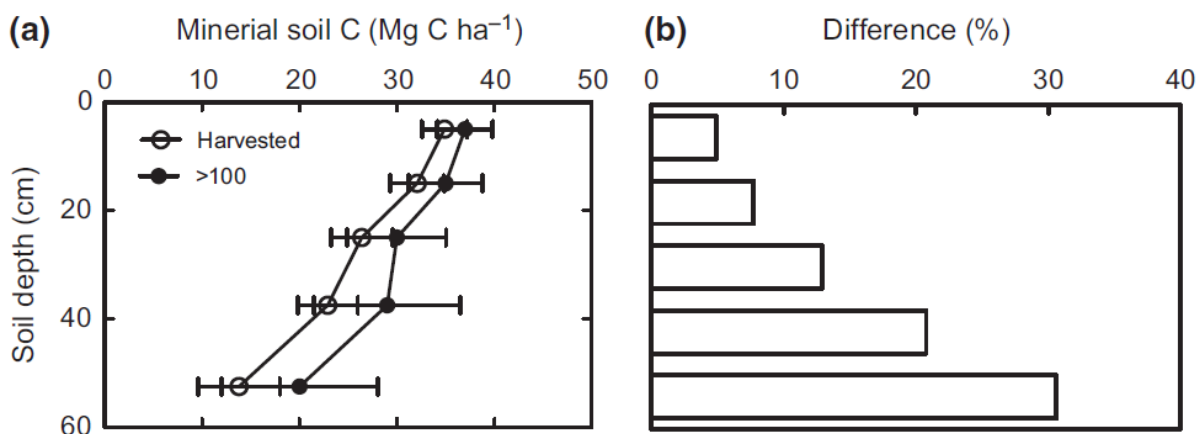 (a) Minerial soil C (Mg C ha⁻¹)
0 10 20 30 40 50
Soil depth (cm)
0
20
40
60
Harvested
>100
(b) Difference (%)
0 10 20 30 40